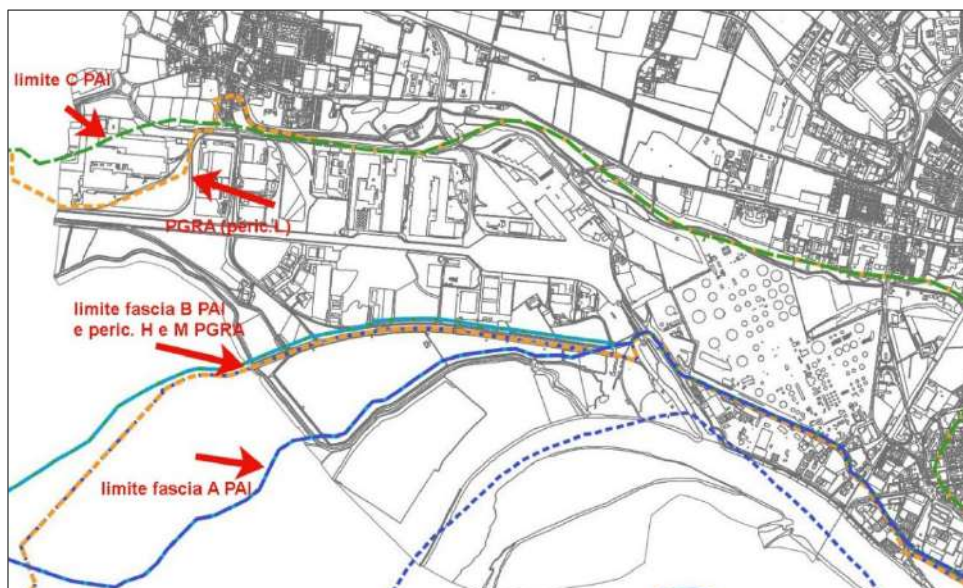 limite C PAI
PGRA (peric.L)
limite fascia B PAI
e peric. H e M PGRA
limite fascia A PAI